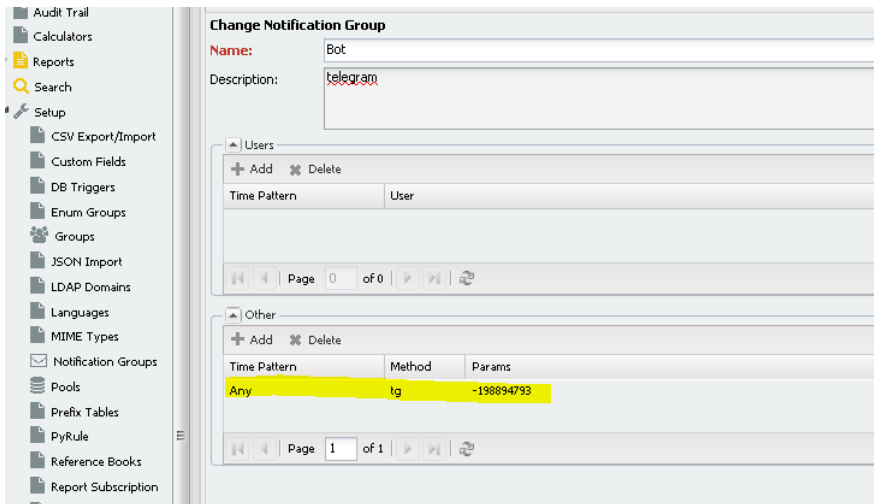 Audit Trail
Calculators
Reports
Search
Setup
CSV Export/Import
Custom Fields
DB Triggers
Enum Groups
Groups
JSON Import
LDAP Domains
Languages
MIME Types
Notification Groups
Pools
Prefix Tables
PyRule
Reference Books
Report Subscription
Change Notification Group
Name: Bot
Description: telegram
Users
Add Delete
Time Pattern User
Page 0 of 0
Other
Add Delete
Time Pattern Method Params
Any tg -198894793
Page 1 of 1